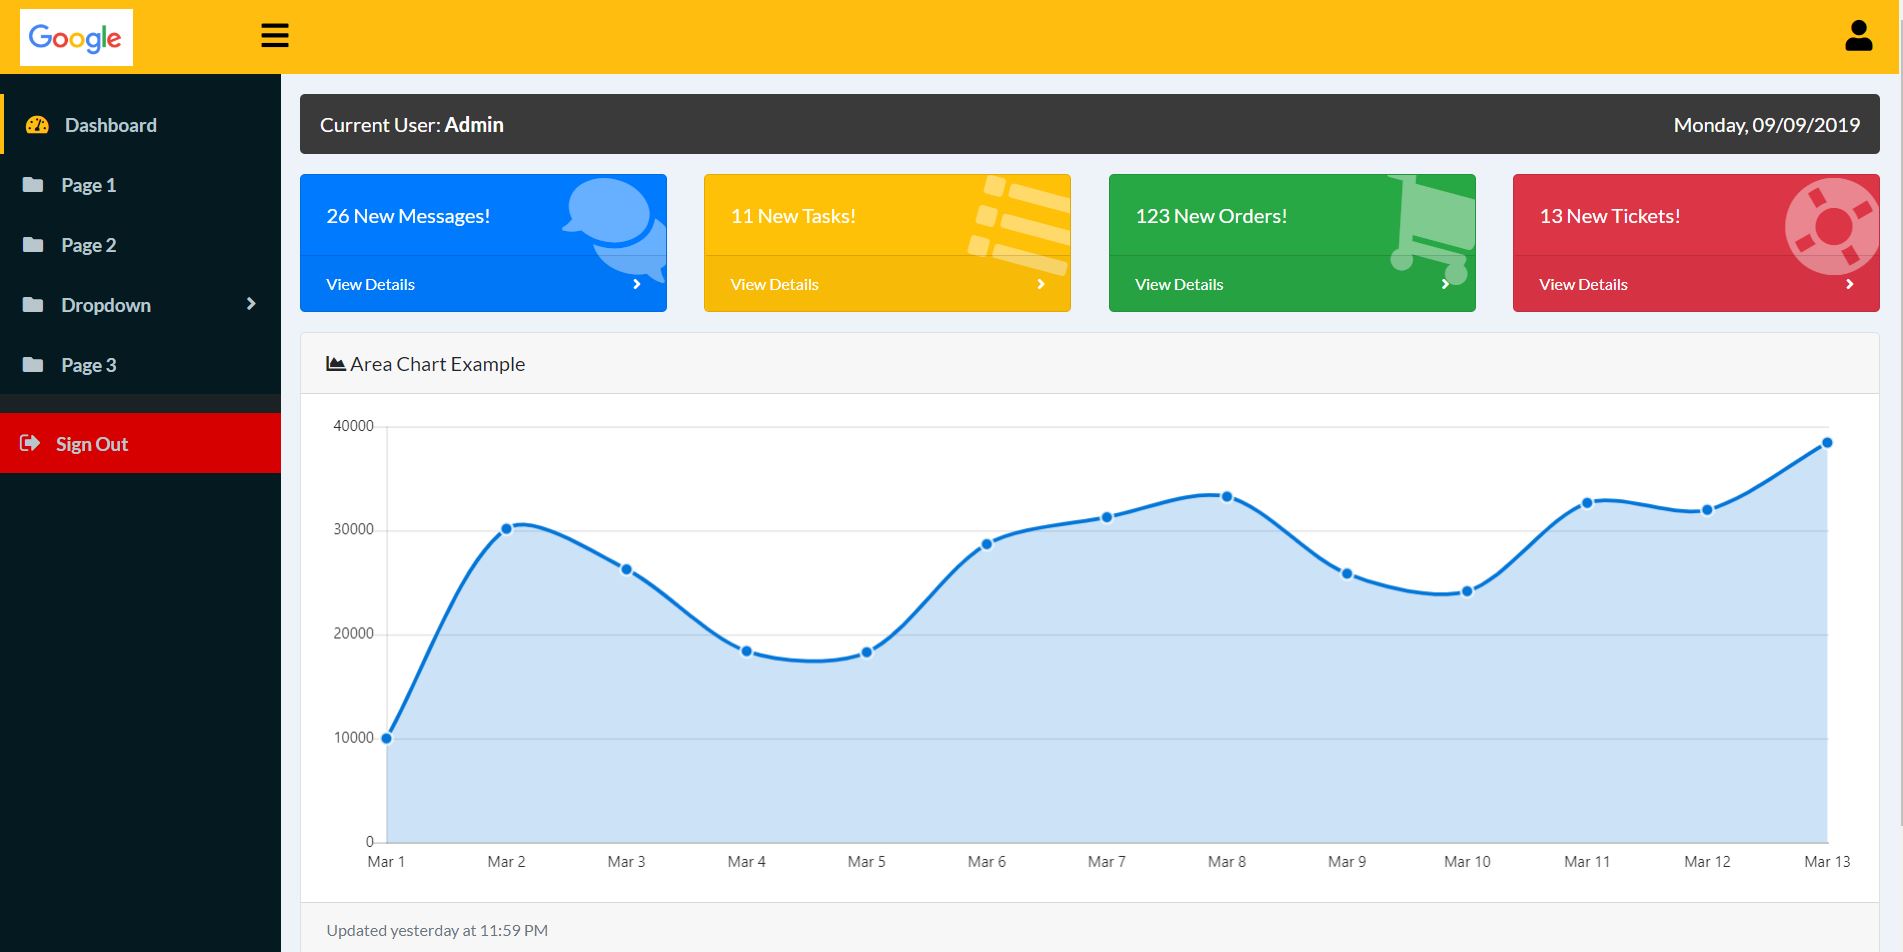 Google
Current User: Admin
Monday, 09/09/2019
Dashboard
Page 1
Page 2
Dropdown
Page 3
Sign Out
26 New Messages!
View Details
11 New Tasks!
View Details
123 New Orders!
View Details
13 New Tickets!
View Details
Area Chart Example
40000
30000
20000
10000
0
Mar 1 Mar 2 Mar 3 Mar 4 Mar 5 Mar 6 Mar 7 Mar 8 Mar 9 Mar 10 Mar 11 Mar 12 Mar 13
Updated yesterday at 11:59 PM